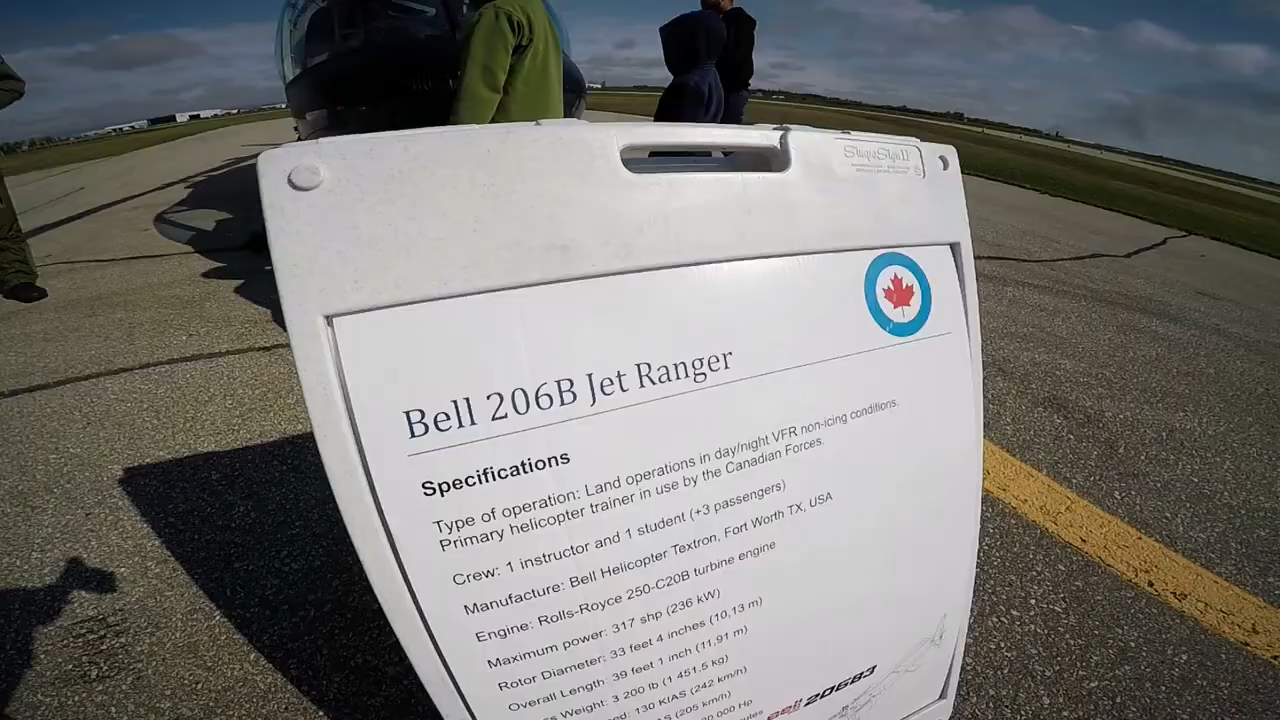 Bell 206B Jet Ranger
Specifications
Type of operation: Land operations in day/night VFR non-icing conditions.
Primary helicopter trainer in use by the Canadian Forces.
Crew: 1 instructor and 1 student (+3 passengers)
Manufacture: Bell Helicopter Textron, Fort Worth TX, USA
Engine: Rolls-Royce 250-C20B turbine engine
Maximum power: 317 shp (236 kW)
Rotor Diameter: 33 feet 4 inches (10,13 m)
Overall Length: 39 feet 1 inch (11,91 m)
Weight: 3 200 lb (1 451,5 kg)
130 KIAS (242 km/h)
(205 km/h)
Hp
bell 206B3